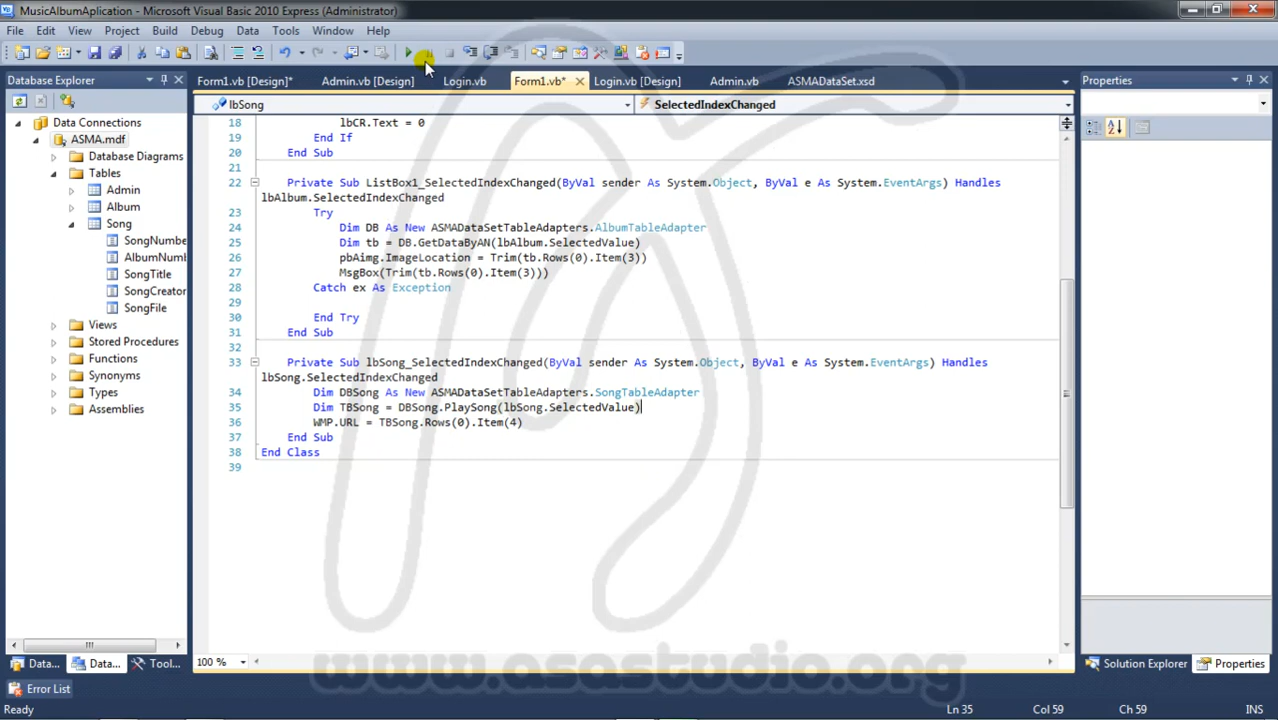 MusicAlbumAplication - Microsoft Visual Basic 2010 Express (Administrator)
File Edit View Project Build Debug Data Tools Window Help
Database Explorer
Form1.vb [Design]* Admin.vb [Design] Login.vb Form1.vb* Login.vb [Design] Admin.vb ASMADataSet.xsd
Properties
lbSong SelectedIndexChanged
Data Connections
ASMA.mdf
Database Diagrams
Tables
Admin
Album
Song
SongNumbe
AlbumNumb
SongTitle
SongCreator
SongFile
Views
Stored Procedures
Functions
Synonyms
Types
Assemblies
18 lbCR.Text = 0
19 End If
20 End Sub
21
22 Private Sub ListBox1_SelectedIndexChanged(ByVal sender As System.Object, ByVal e As System.EventArgs) Handles
lbAlbum.SelectedIndexChanged
23 Try
24 Dim DB As New ASMADataSetTableAdapters.AlbumTableAdapter
25 Dim tb = DB.GetDataByAN(lbAlbum.SelectedValue)
26 pbAimg.ImageLocation = Trim(tb.Rows(0).Item(3))
27 MsgBox(Trim(tb.Rows(0).Item(3)))
28 Catch ex As Exception
29
30 End Try
31 End Sub
32
33 Private Sub lbSong_SelectedIndexChanged(ByVal sender As System.Object, ByVal e As System.EventArgs) Handles
lbSong.SelectedIndexChanged
34 Dim DBSong As New ASMADataSetTableAdapters.SongTableAdapter
35 Dim TBSong = DBSong.PlaySong(lbSong.SelectedValue)
36 WMP.URL = TBSong.Rows(0).Item(4)
37 End Sub
38 End Class
39
Data... Data... Tool...
100 %
Solution Explorer Properties
www.asastudio.org
Error List
Ready Ln 35 Col 59 Ch 59 INS